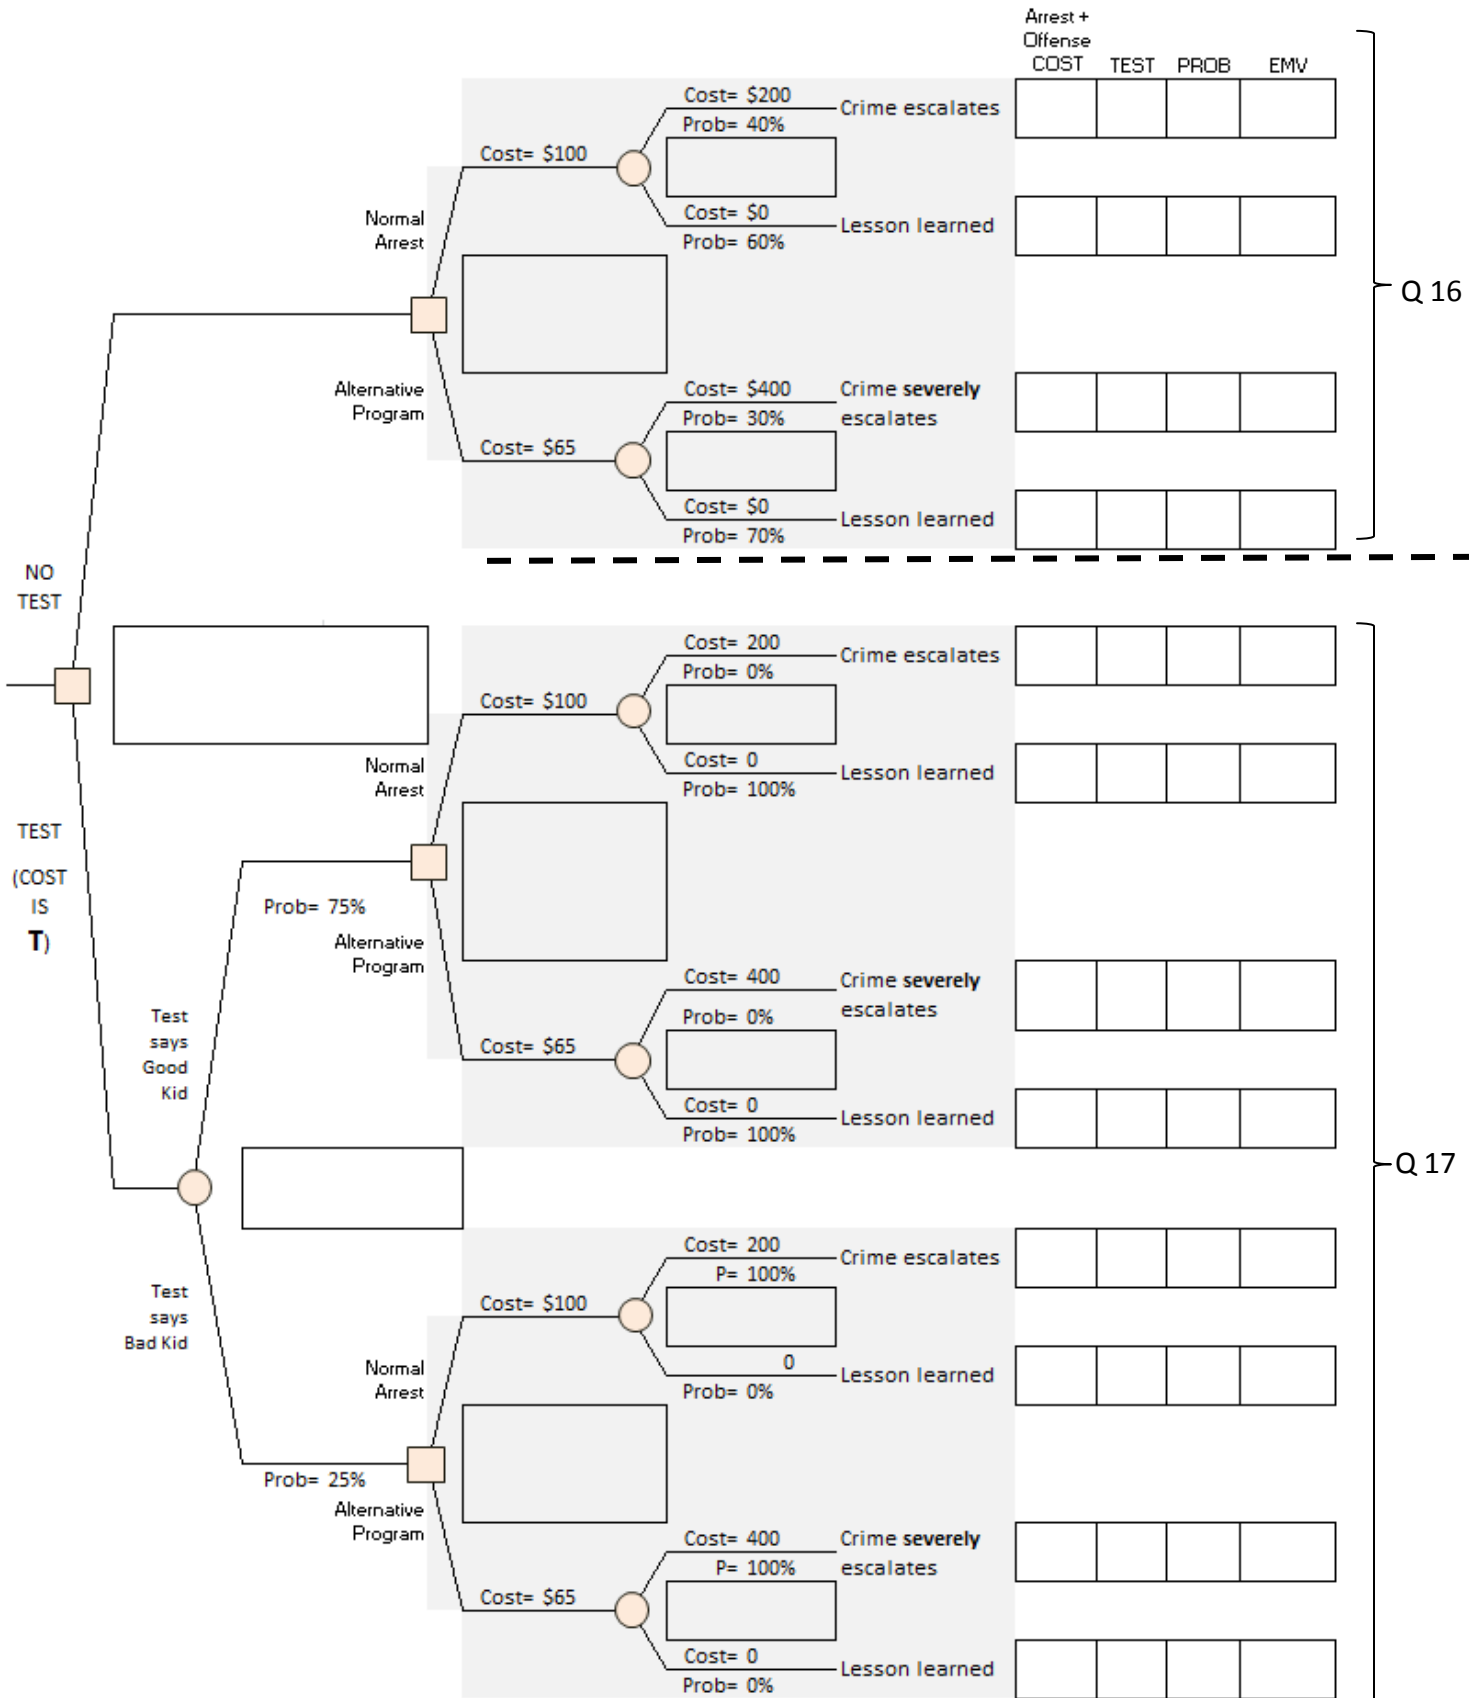 Arrest +
Offense
COST TEST PROB EMV
Cost= $200
Crime escalates
Prob= 40%
Cost= $100
Normal
Arrest
Cost= $0
Lesson learned
Prob= 60%
Q 16
Alternative
Program
Cost= $400
Crime severely
Prob= 30%
escalates
Cost= $65
Cost= $0
Lesson learned
Prob= 70%
NO
TEST
Cost= 200
Crime escalates
Prob= 0%
Cost= $100
Normal
Arrest
Cost= 0
Lesson learned
Prob= 100%
TEST
(COST
IS
T)
Prob= 75%
Alternative
Program
Cost= 400
Crime severely
Prob= 0%
escalates
Test
says
Good
Kid
Cost= $65
Cost= 0
Lesson learned
Prob= 100%
Q 17
Cost= 200
Crime escalates
P= 100%
Test
says
Bad Kid
Cost= $100
Normal
Arrest
0
Lesson learned
Prob= 0%
Prob= 25%
Alternative
Program
Cost= 400
Crime severely
P= 100%
escalates
Cost= $65
Cost= 0
Lesson learned
Prob= 0%